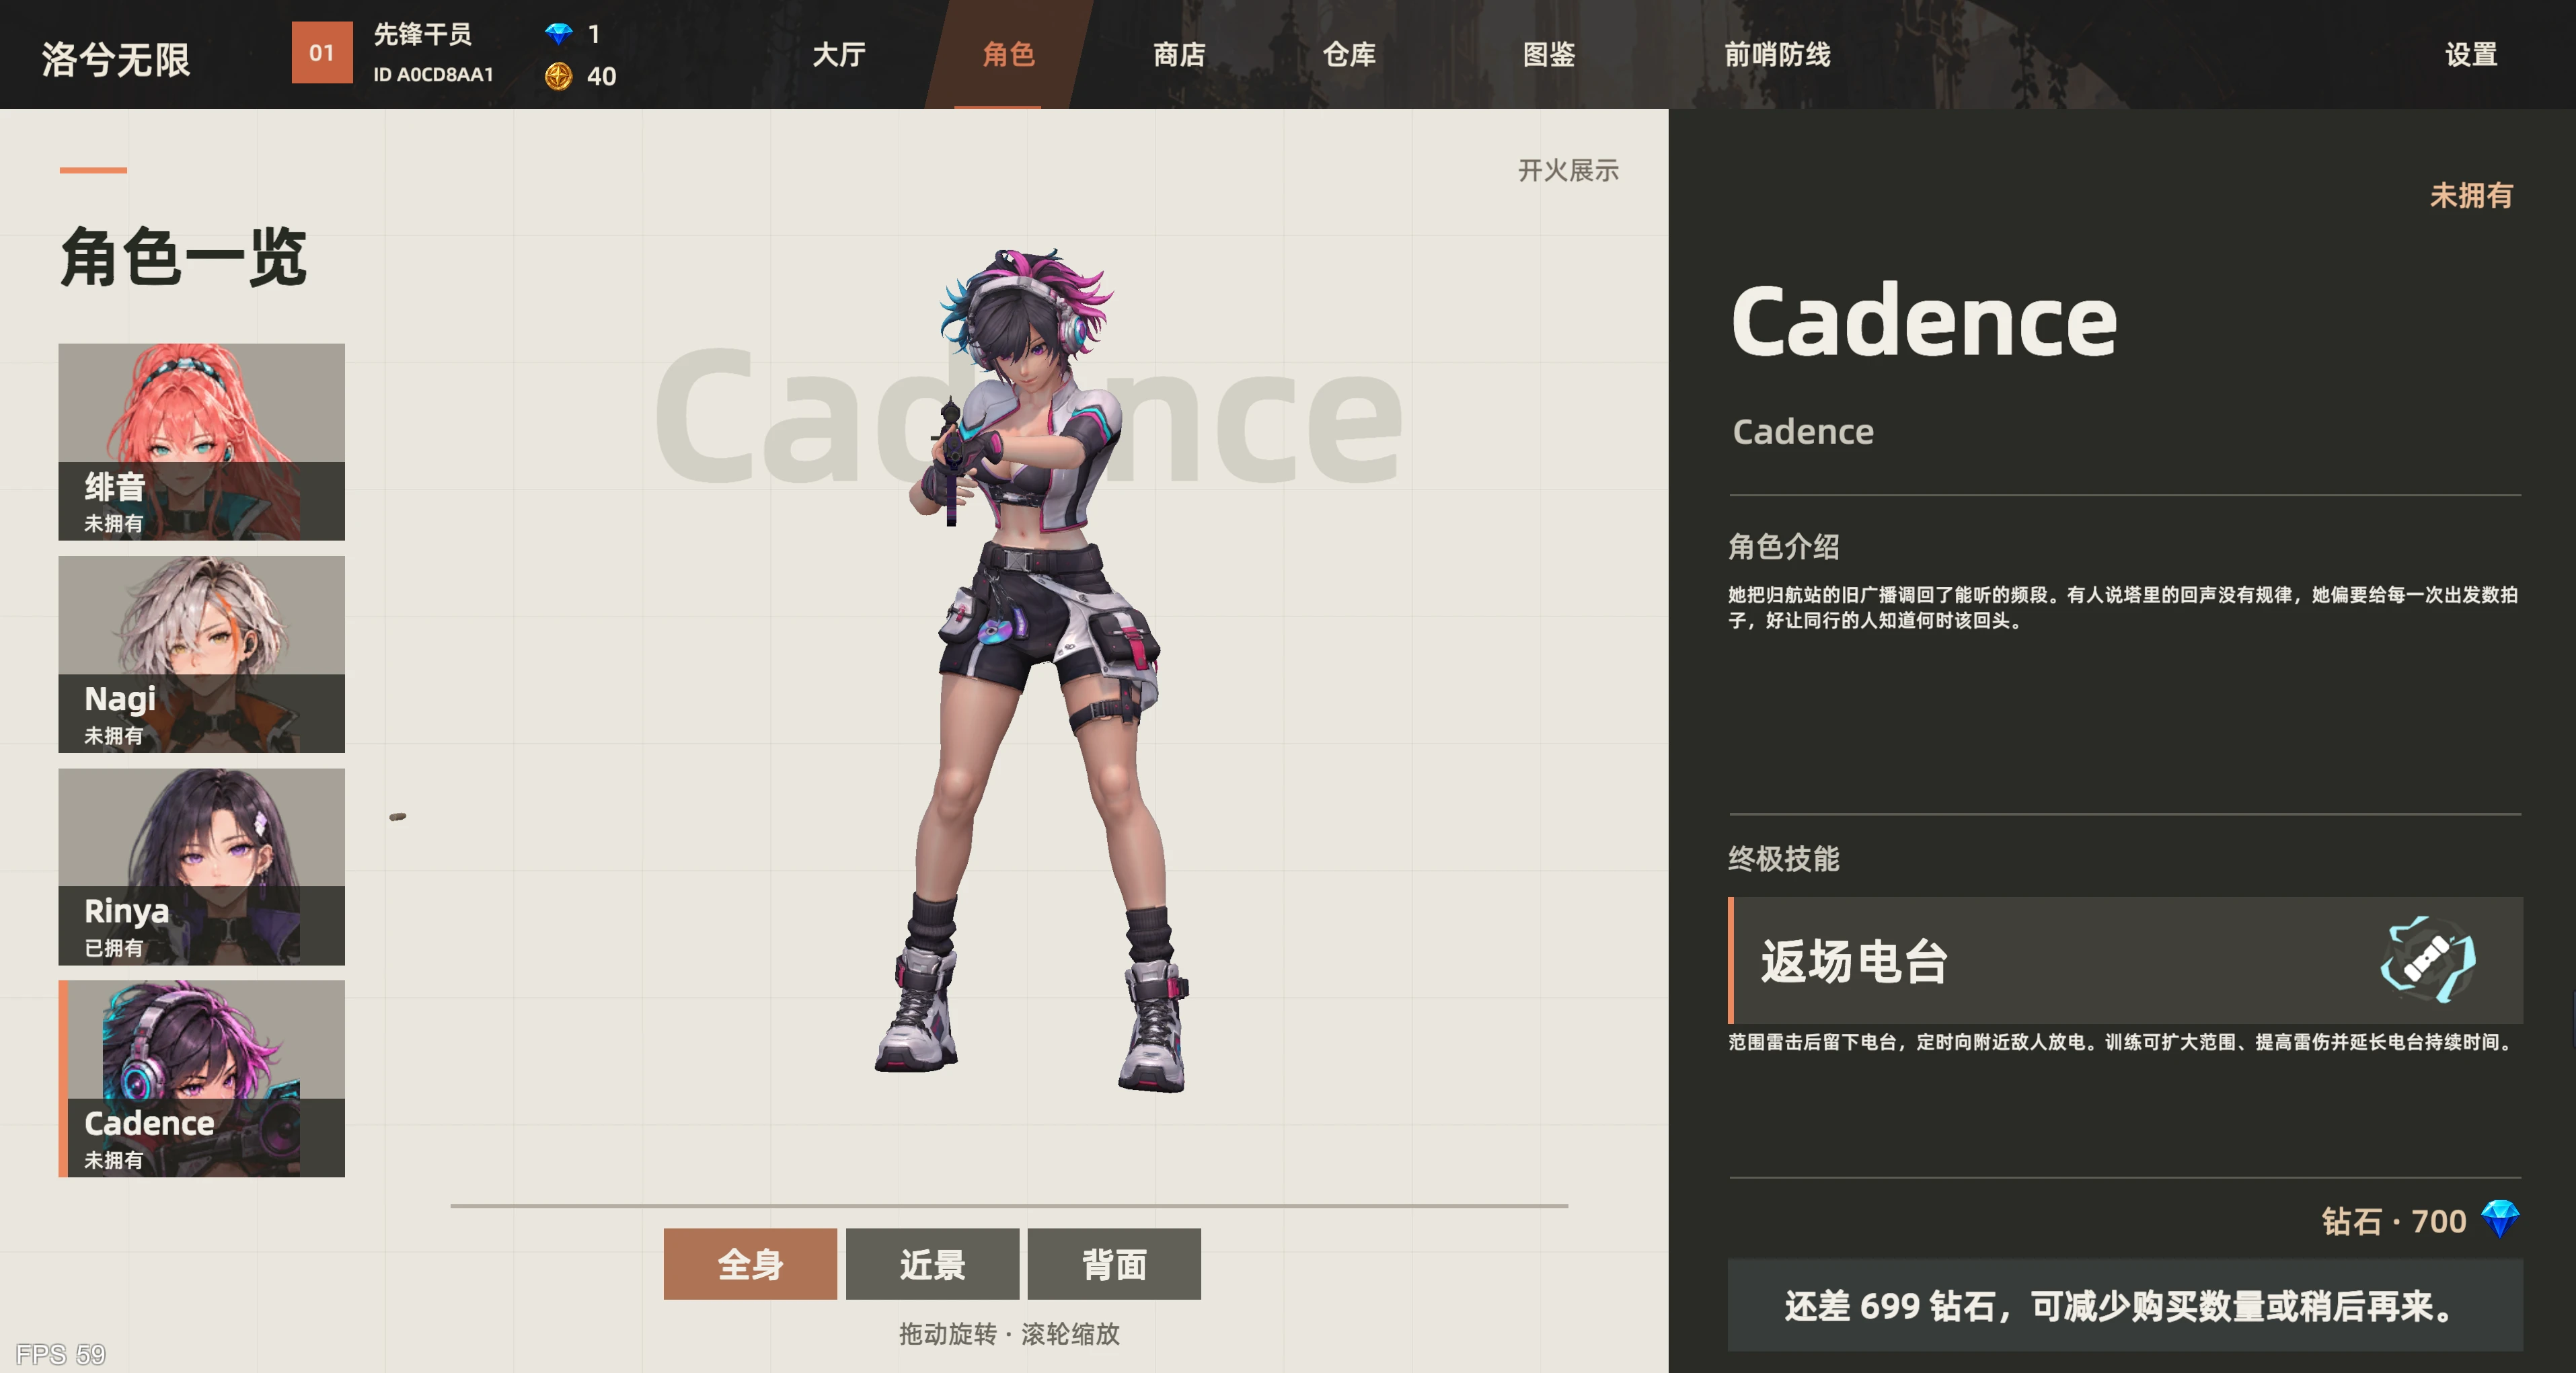 洛兮无限
01
先锋干员
ID A0CD8AA1
1
40
大厅
角色
商店
仓库
图鉴
前哨防线
设置
角色一览
绯音
未拥有
Nagi
未拥有
Rinya
已拥有
Cadence
未拥有
开火展示
Cadence
全身
近景
背面
拖动旋转 · 滚轮缩放
FPS 59
未拥有
Cadence
Cadence
角色介绍
她把归航站的旧广播调回了能听的频段。有人说塔里的回声没有规律，她偏要给每一次出发数拍
子，好让同行的人知道何时该回头。
终极技能
返场电台
范围雷击后留下电台，定时向附近敌人放电。训练可扩大范围、提高雷伤并延长电台持续时间。
钻石 · 700
还差 699 钻石，可减少购买数量或稍后再来。